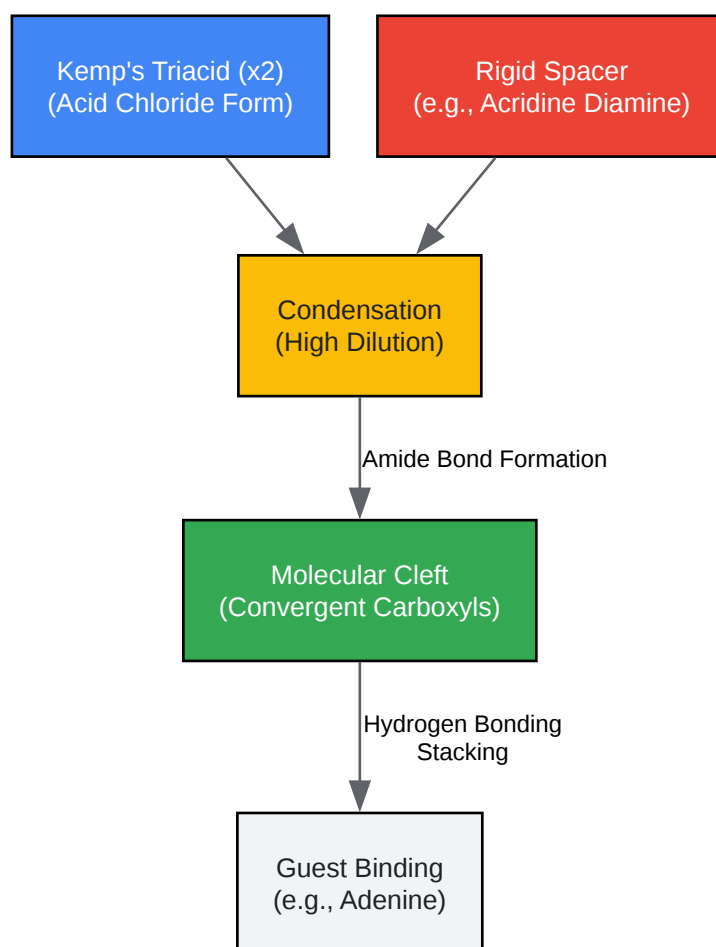 Kemp's Triacid (x2)
(Acid Chloride Form)
Rigid Spacer
(e.g., Acridine Diamine)
Condensation
(High Dilution)
Amide Bond Formation
Molecular Cleft
(Convergent Carboxyls)
Hydrogen Bonding
Stacking
Guest Binding
(e.g., Adenine)